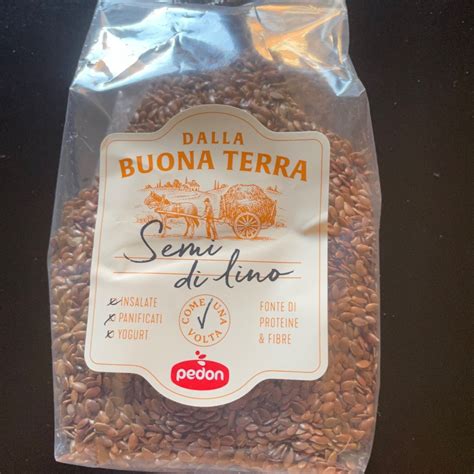 DALLA
BUONA TERRA
Semi
di lino
INSALATE
PANIFICATI
YOGURT
COME UNA
VOLTA
FONTE DI
PROTEINE
& FIBRE
pedon